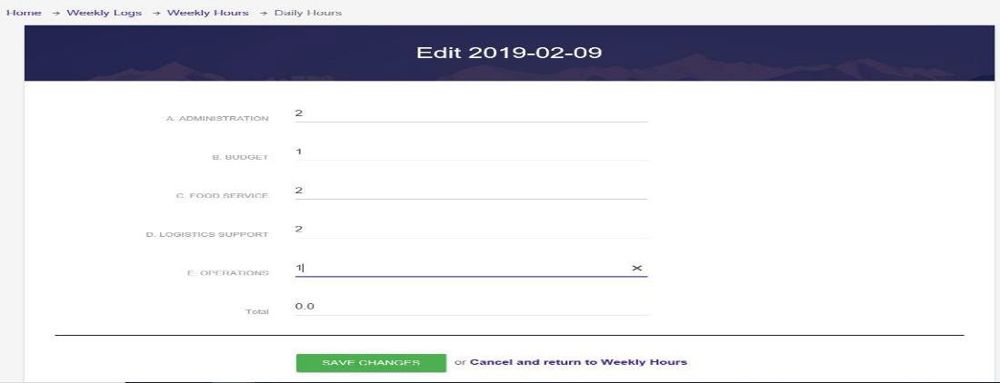 Home → Weekly Logs → Weekly Hours → Daily Hours
Edit 2019-02-09
A. ADMINISTRATION 2
B. BUDGET 1
C. FOOD SERVICE 2
D. LOGISTICS SUPPORT 2
E. OPERATIONS 1 ×
Total 0.0
SAVE CHANGES or Cancel and return to Weekly Hours